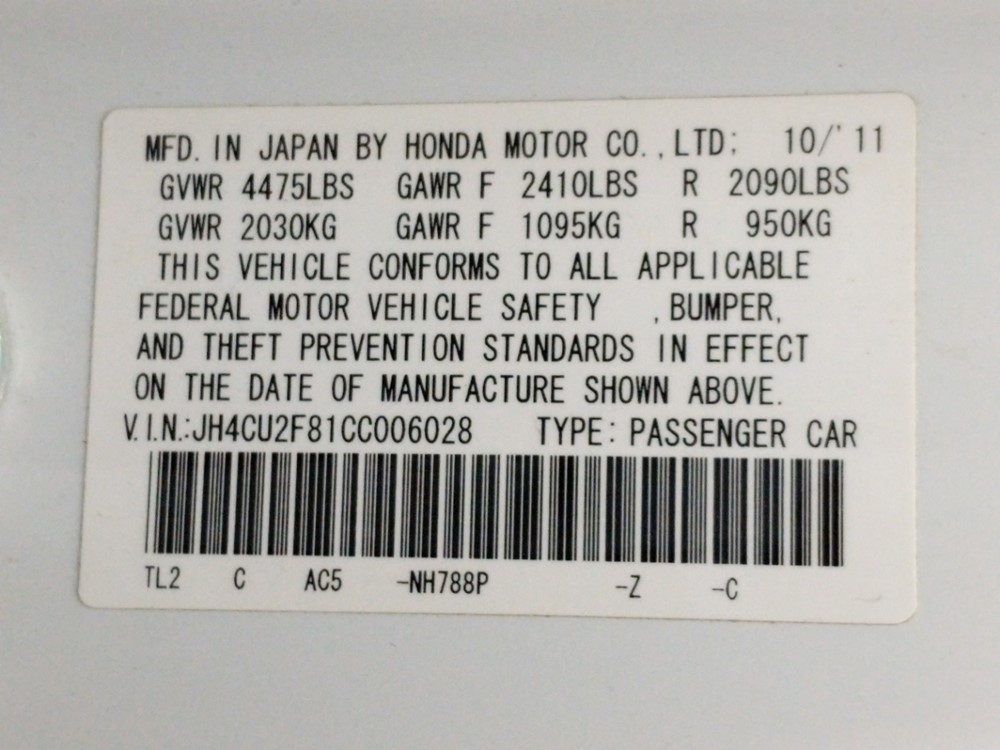 MFD. IN JAPAN BY HONDA MOTOR CO.,LTD; 10/'11
GVWR 4475LBS GAWR F 2410LBS R 2090LBS
GVWR 2030KG GAWR F 1095KG R 950KG
THIS VEHICLE CONFORMS TO ALL APPLICABLE
FEDERAL MOTOR VEHICLE SAFETY ,BUMPER,
AND THEFT PREVENTION STANDARDS IN EFFECT
ON THE DATE OF MANUFACTURE SHOWN ABOVE.
V.I.N.:JH4CU2F81CC006028 TYPE: PASSENGER CAR
TL2 C AC5 -NH788P -Z -C